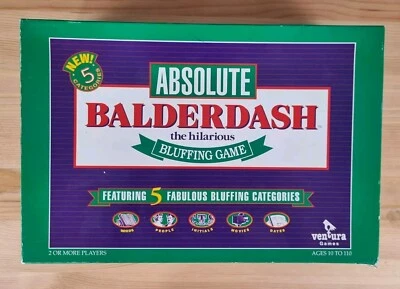 NEW!
5
CATEGORIES
ABSOLUTE
BALDERDASH
the hilarious
BLUFFING GAME
FEATURING 5 FABULOUS BLUFFING CATEGORIES
WORDS PEOPLE INITIALS MOVIES DATES
ventura
Games
2 OR MORE PLAYERS
AGES 10 TO 110